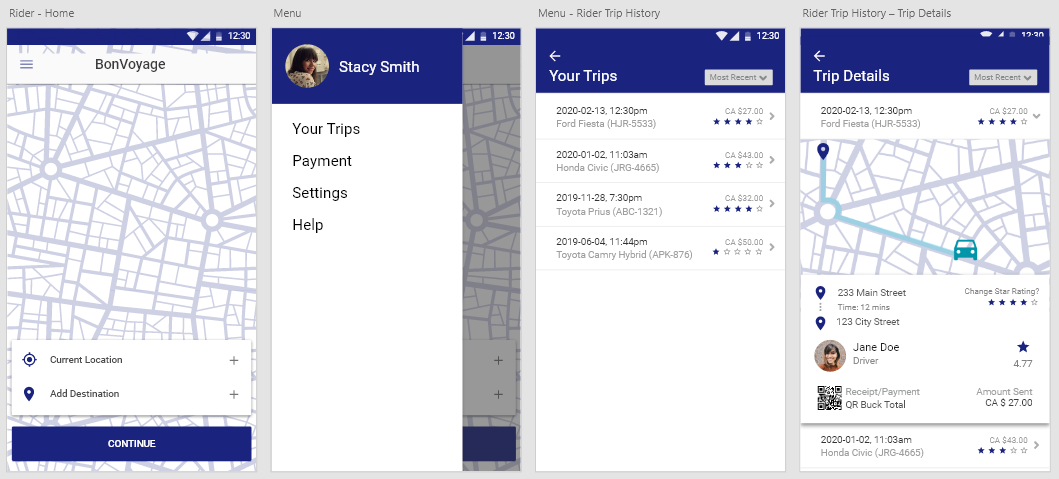 Rider - Home
12:30
BonVoyage
Current Location
+
Add Destination
+
CONTINUE
Menu
12:30
Stacy Smith
Your Trips
Payment
Settings
Help
+
+
Menu - Rider Trip History
12:30
Your Trips
Most Recent
2020-02-13, 12:30pm
CA $27.00
Ford Fiesta (HJR-5533)
2020-01-02, 11:03am
CA $43.00
Honda Civic (JRG-4665)
2019-11-28, 7:30pm
CA $32.00
Toyota Prius (ABC-1321)
2019-06-04, 11:44pm
CA $50.00
Toyota Camry Hybrid (APK-876)
Rider Trip History – Trip Details
12:30
Trip Details
Most Recent
2020-02-13, 12:30pm
CA $27.00
Ford Fiesta (HJR-5533)
233 Main Street
Change Star Rating?
Time: 12 mins
123 City Street
Jane Doe
Driver
4.77
Receipt/Payment
Amount Sent
QR Buck Total
CA $ 27.00
2020-01-02, 11:03am
CA $43.00
Honda Civic (JRG-4665)